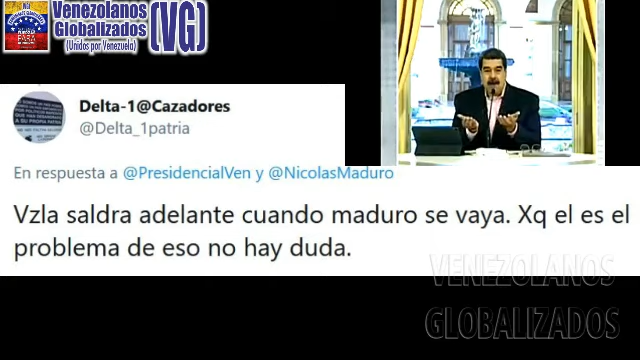 Venezolanos
Globalizados
(Unidos por Venezuela)
(VG)
Delta-1@Cazadores
@Delta_1patria
En respuesta a @PresidencialVen y @NicolasMaduro
Vzla saldra adelante cuando maduro se vaya. Xq el es el
problema de eso no hay duda.
VENEZOLANOS
GLOBALIZADOS